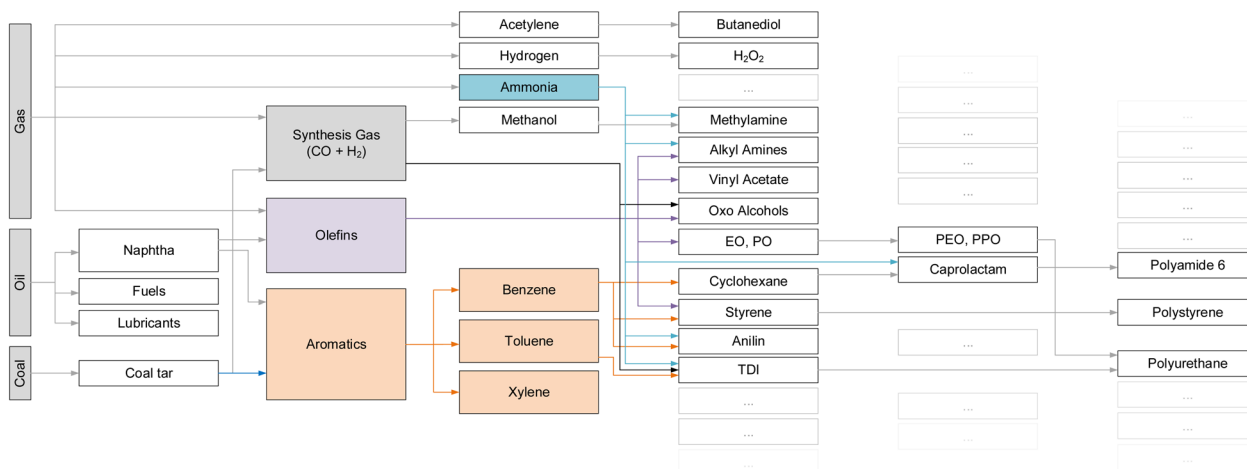 Gas
Oil
Coal
Naphtha
Fuels
Lubricants
Coal tar
Synthesis Gas
(CO + H₂)
Olefins
Aromatics
Acetylene
Hydrogen
Ammonia
Methanol
Benzene
Toluene
Xylene
Butanediol
H₂O₂
...
Methylamine
Alkyl Amines
Vinyl Acetate
Oxo Alcohols
EO, PO
Cyclohexane
Styrene
Anilin
TDI
...
...
...
...
...
...
...
PEO, PPO
Caprolactam
...
...
...
...
...
...
...
...
Polyamide 6
Polystyrene
Polyurethane
...
...
...